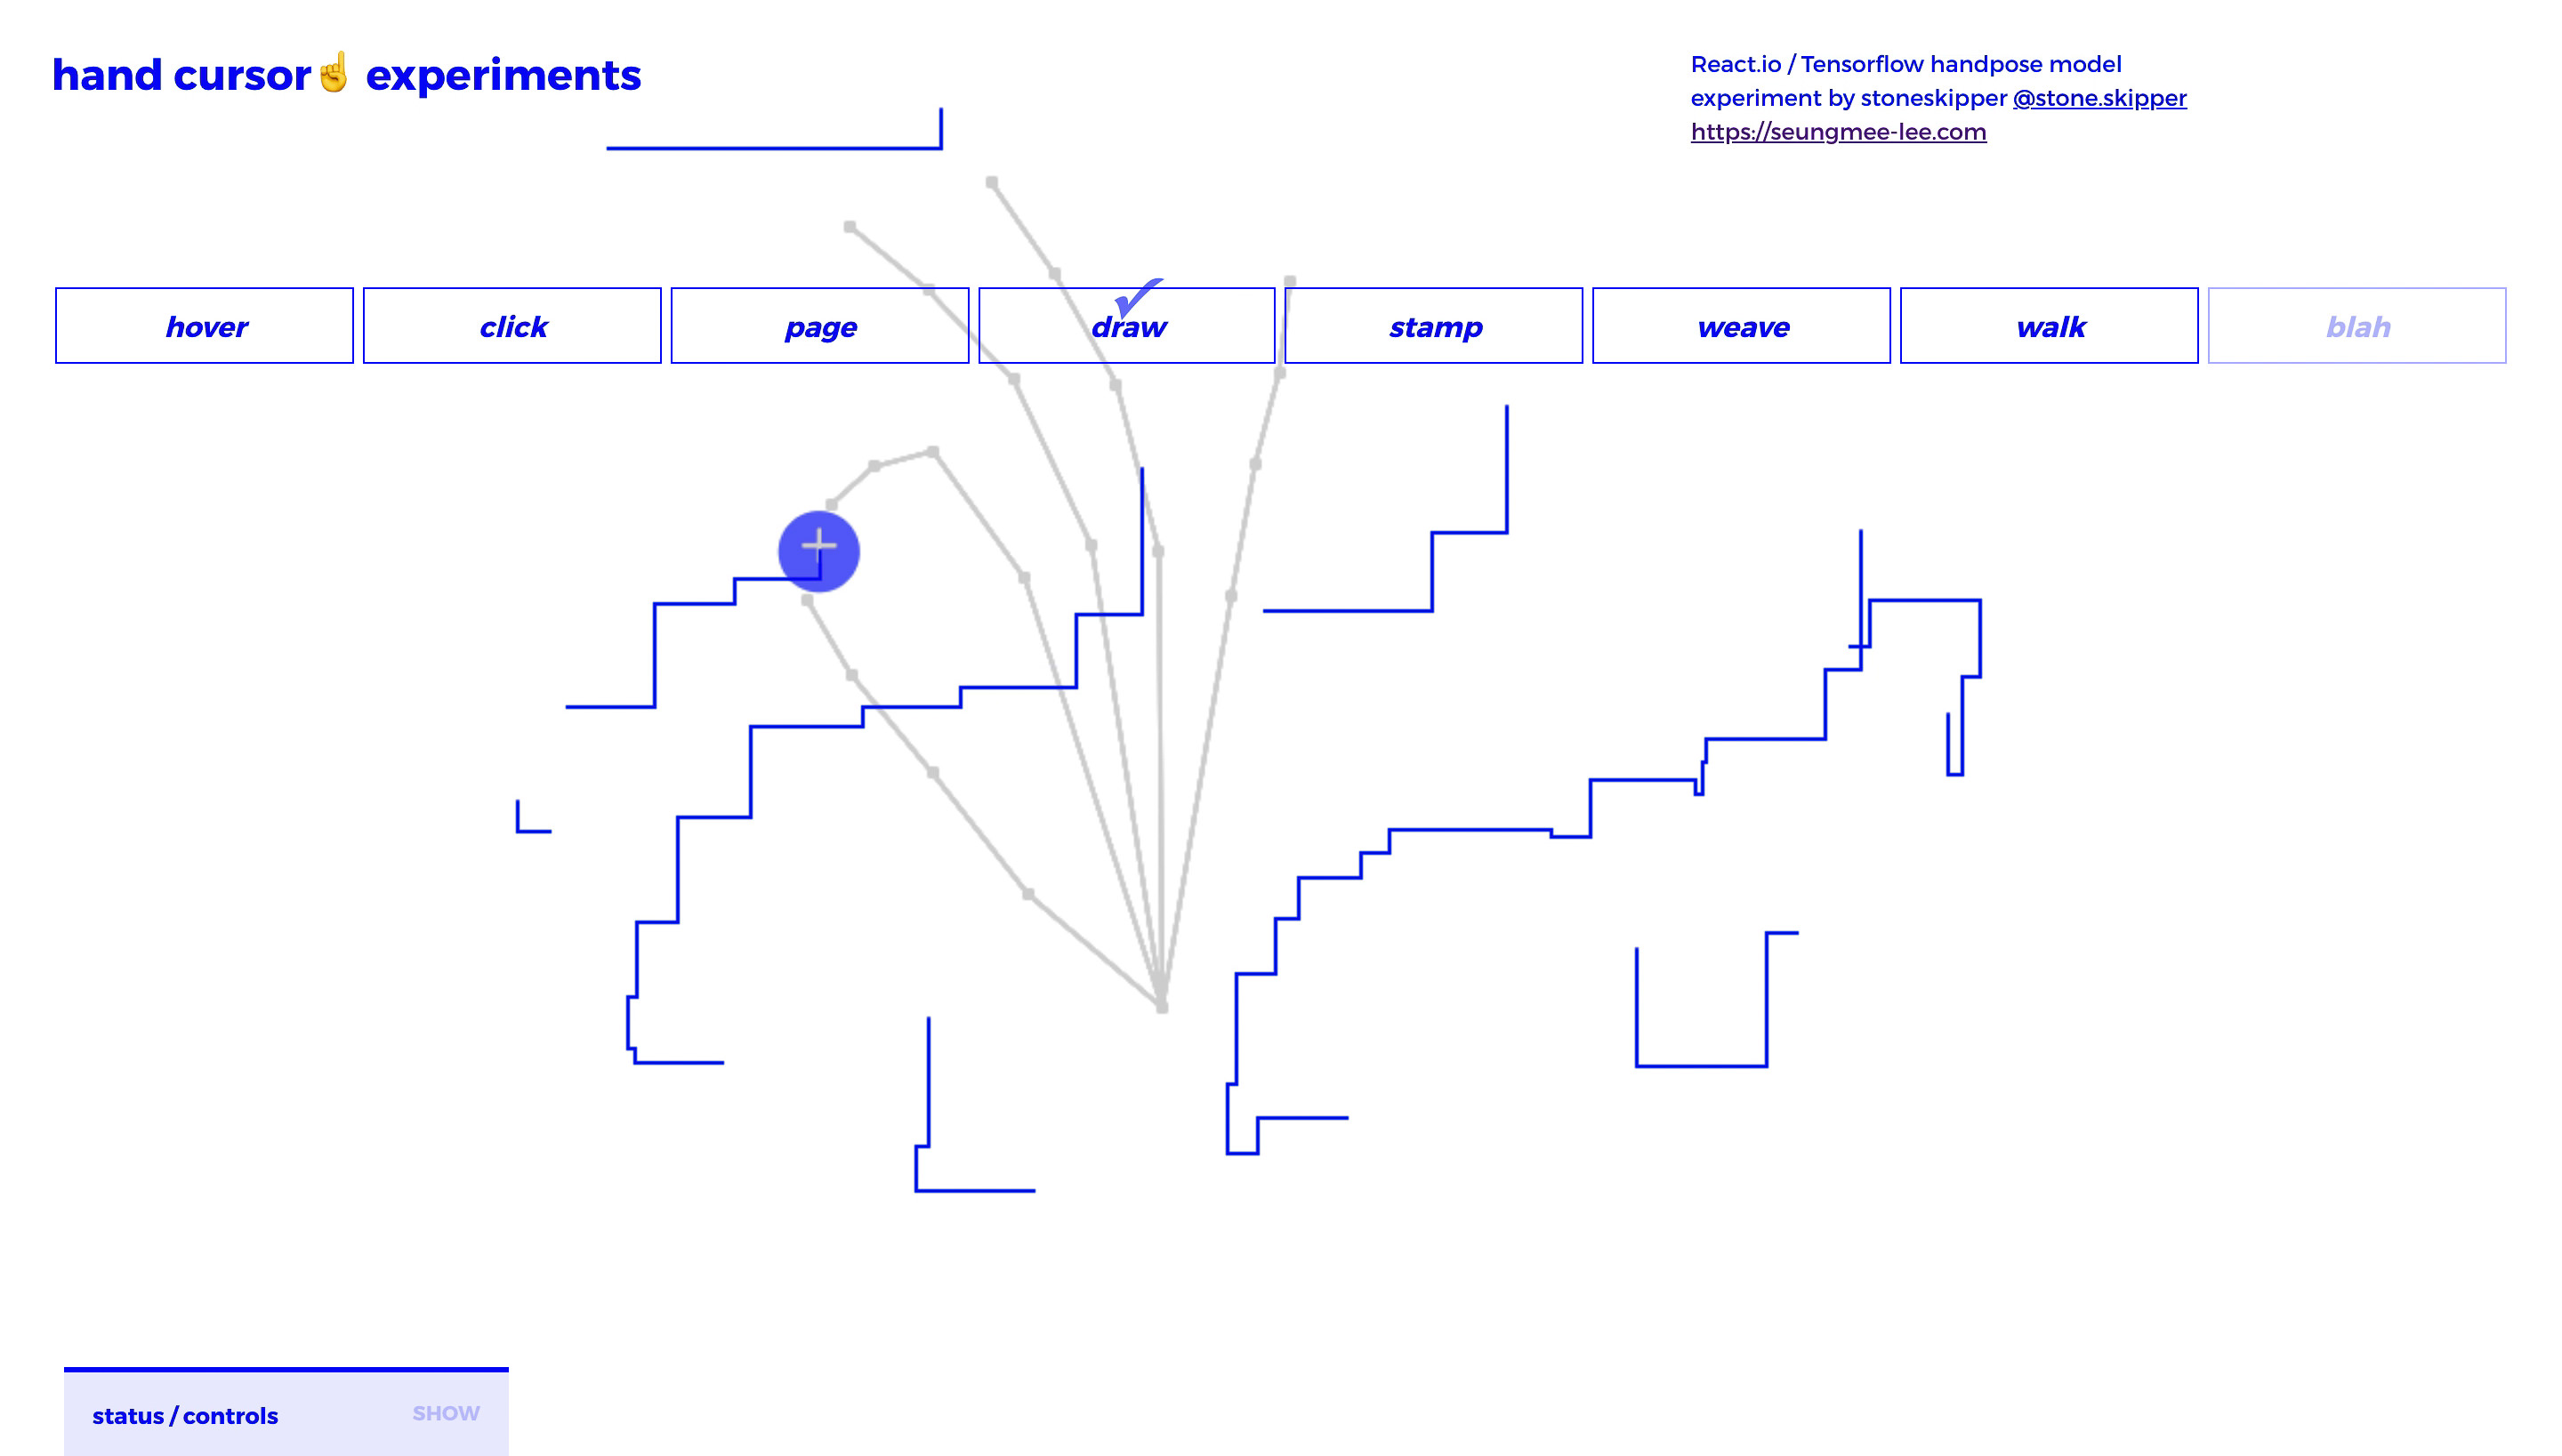 hand cursor☝️ experiments
React.io / Tensorflow handpose model
experiment by stoneskipper @stone.skipper
https://seungmee-lee.com
hover
click
page
draw
stamp
weave
walk
blah
status / controls
SHOW